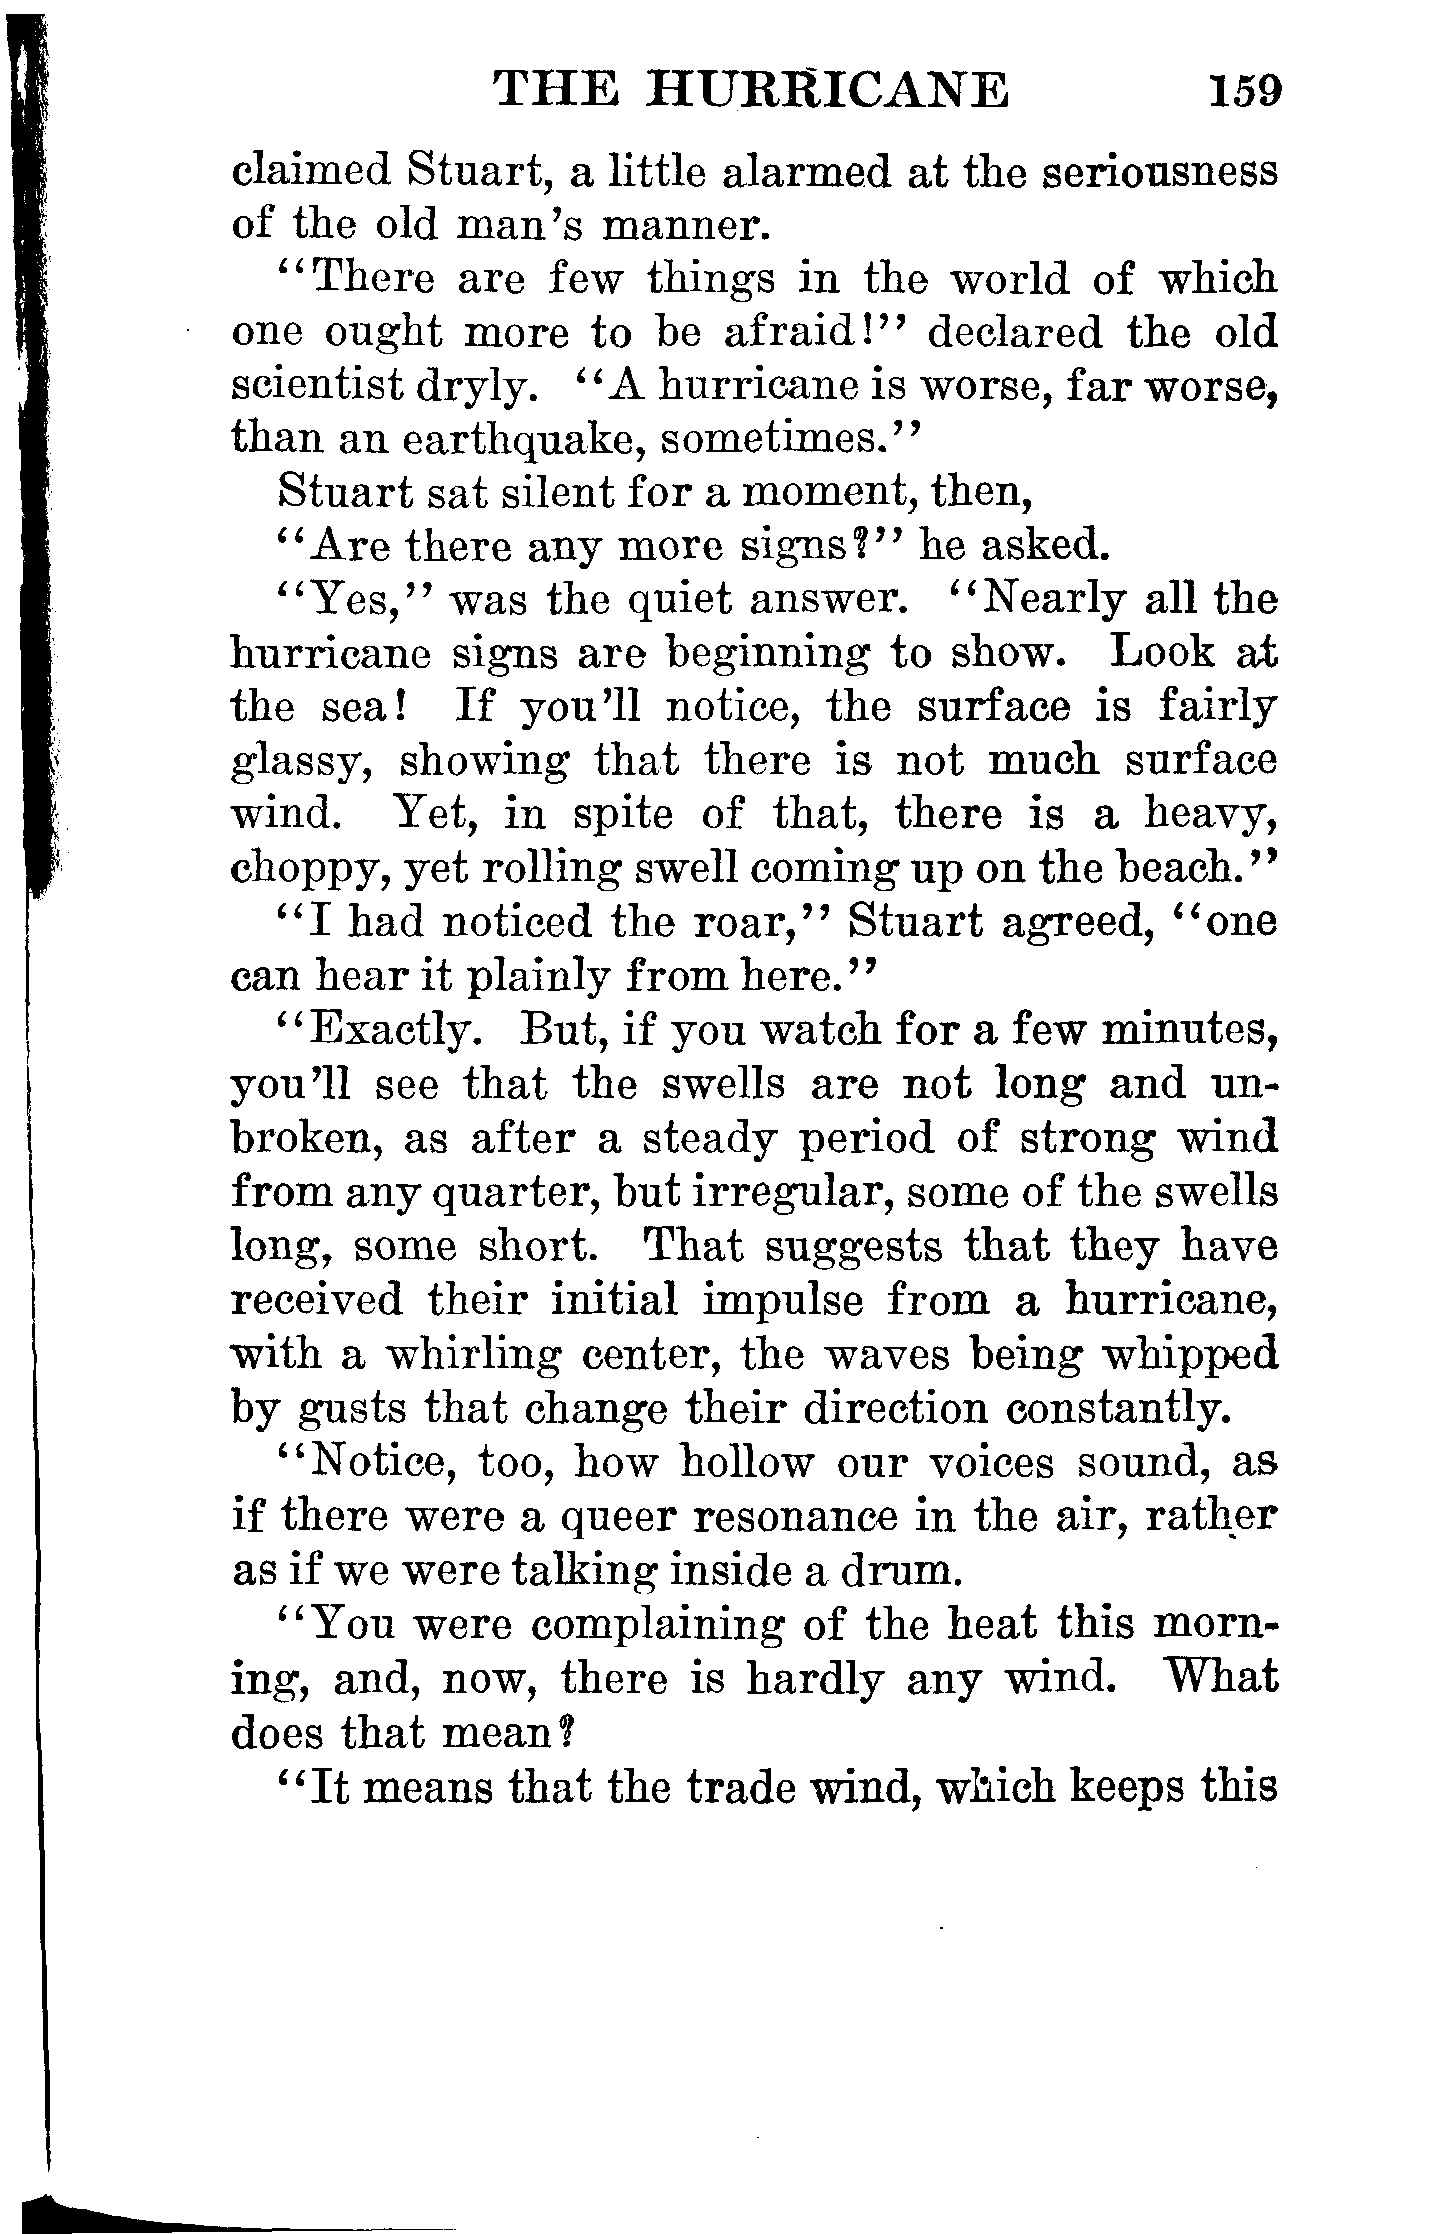 THE HURRICANE 159
claimed Stuart, a little alarmed at the seriousness
of the old man's manner.
"There are few things in the world of which
one ought more to be afraid!" declared the old
scientist dryly. "A hurricane is worse, far worse,
than an earthquake, sometimes."
Stuart sat silent for a moment, then,
"Are there any more signs?" he asked.
"Yes," was the quiet answer. "Nearly all the
hurricane signs are beginning to show. Look at
the sea! If you'll notice, the surface is fairly
glassy, showing that there is not much surface
wind. Yet, in spite of that, there is a heavy,
choppy, yet rolling swell coming up on the beach."
"I had noticed the roar," Stuart agreed, "one
can hear it plainly from here."
"Exactly. But, if you watch for a few minutes,
you'll see that the swells are not long and un-
broken, as after a steady period of strong wind
from any quarter, but irregular, some of the swells
long, some short. That suggests that they have
received their initial impulse from a hurricane,
with a whirling center, the waves being whipped
by gusts that change their direction constantly.
"Notice, too, how hollow our voices sound, as
if there were a queer resonance in the air, rather
as if we were talking inside a drum.
"You were complaining of the heat this morn-
ing, and, now, there is hardly any wind. What
does that mean?
"It means that the trade wind, which keeps this